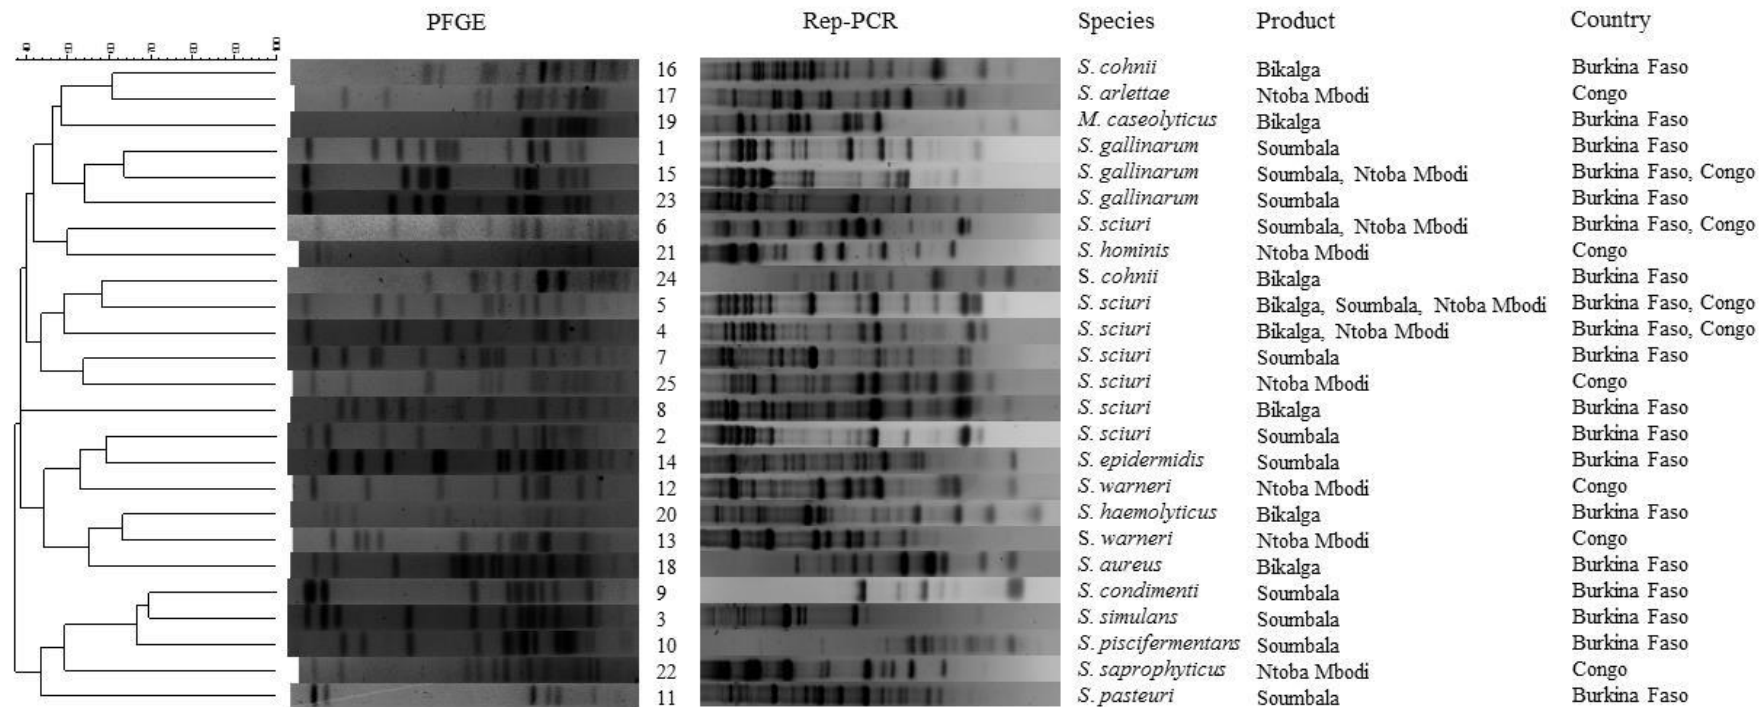 PFGE Rep-PCR Species Product Country
40 50 60 70 80 90 100
16 S. cohnii Bikalga Burkina Faso
17 S. arlettae Ntoba Mbodi Congo
19 M. caseolyticus Bikalga Burkina Faso
1 S. gallinarum Soumbala Burkina Faso
15 S. gallinarum Soumbala, Ntoba Mbodi Burkina Faso, Congo
23 S. gallinarum Soumbala Burkina Faso
6 S. sciuri Soumbala, Ntoba Mbodi Burkina Faso, Congo
21 S. hominis Ntoba Mbodi Congo
24 S. cohnii Bikalga Burkina Faso
5 S. sciuri Bikalga, Soumbala, Ntoba Mbodi Burkina Faso, Congo
4 S. sciuri Bikalga, Ntoba Mbodi Burkina Faso, Congo
7 S. sciuri Soumbala Burkina Faso
25 S. sciuri Ntoba Mbodi Congo
8 S. sciuri Bikalga Burkina Faso
2 S. sciuri Soumbala Burkina Faso
14 S. epidermidis Soumbala Burkina Faso
12 S. warneri Ntoba Mbodi Congo
20 S. haemolyticus Bikalga Burkina Faso
13 S. warneri Ntoba Mbodi Congo
18 S. aureus Bikalga Burkina Faso
9 S. condimenti Soumbala Burkina Faso
3 S. simulans Soumbala Burkina Faso
10 S. piscifermentans Soumbala Burkina Faso
22 S. saprophyticus Ntoba Mbodi Congo
11 S. pasteuri Soumbala Burkina Faso